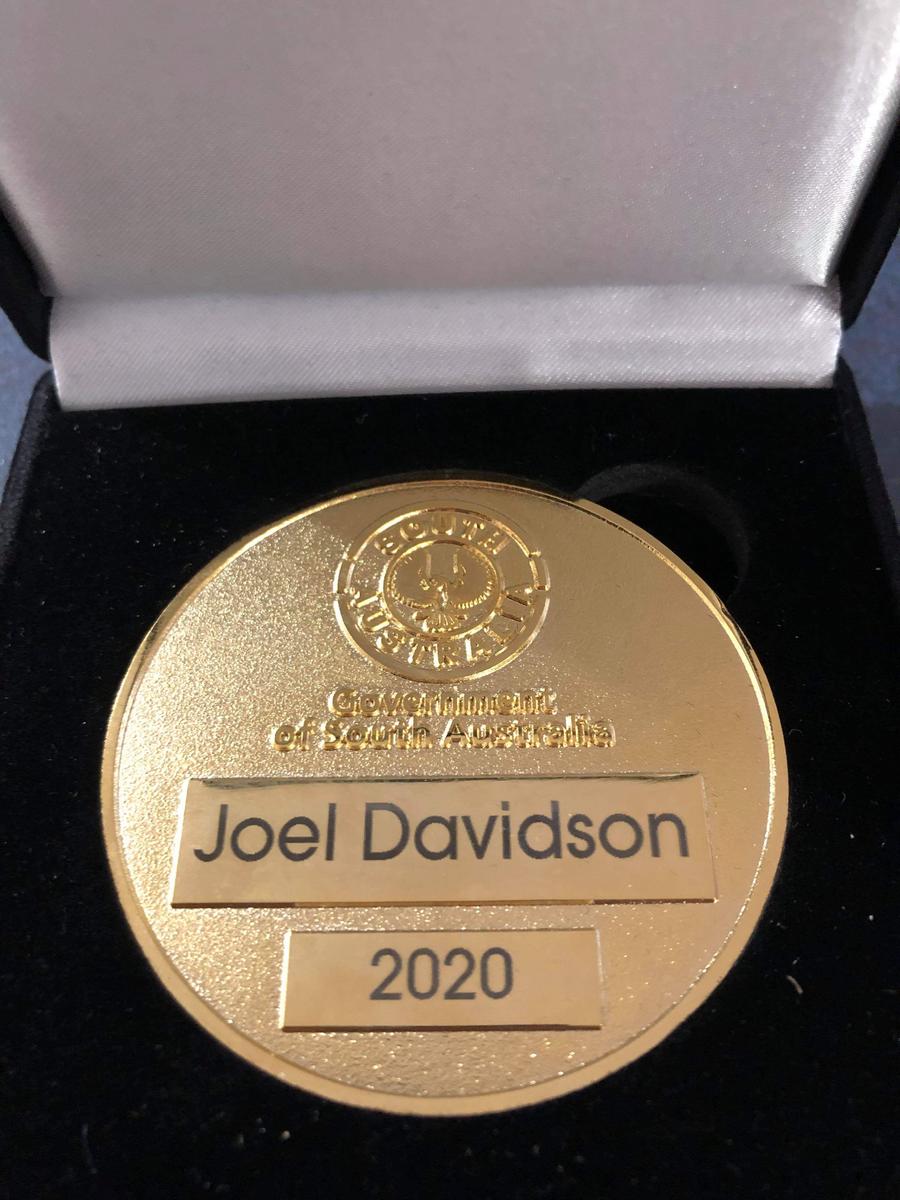 SOUTH
AUSTRALIA
Government
of South Australia
Joel Davidson
2020